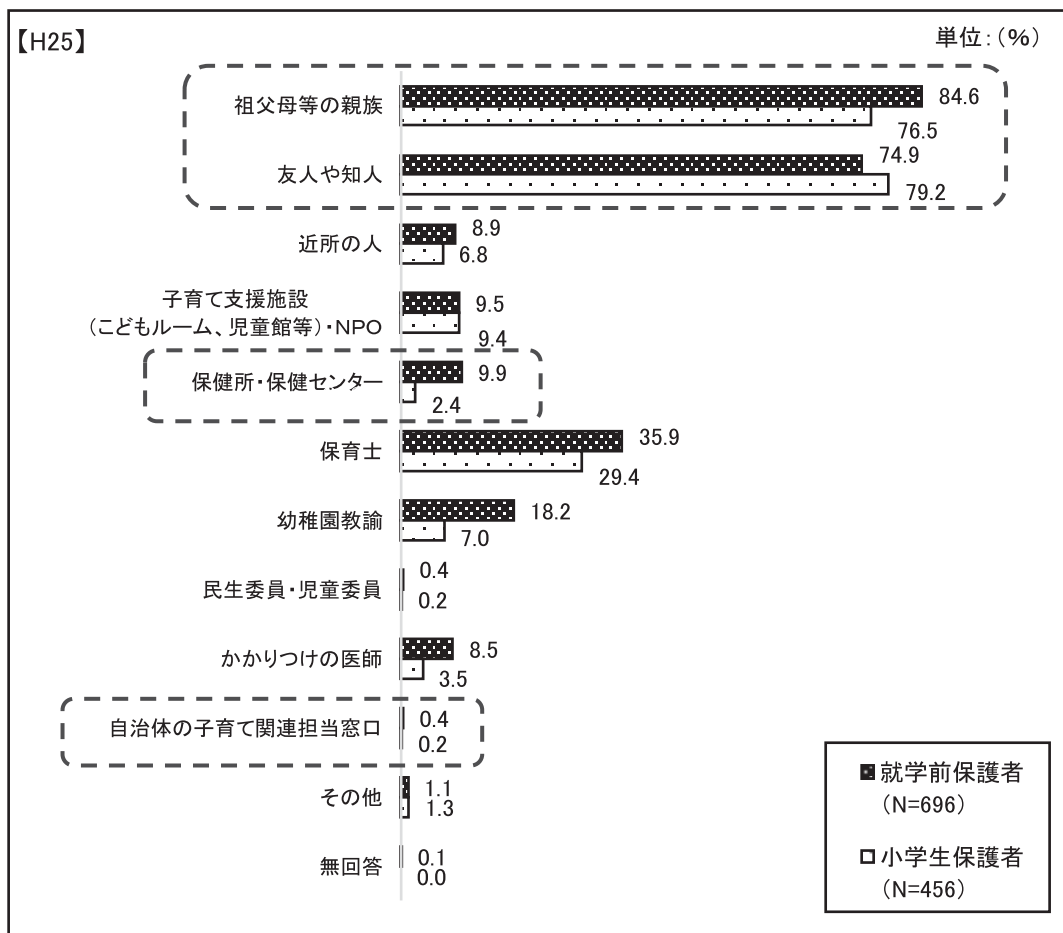 【H25】
単位:(%)
祖父母等の親族
84.6
76.5
友人や知人
74.9
79.2
近所の人
8.9
6.8
子育て支援施設
(こどもルーム、児童館等)・NPO
9.5
9.4
保健所・保健センター
9.9
2.4
保育士
35.9
29.4
幼稚園教諭
18.2
7.0
民生委員・児童委員
0.4
0.2
かかりつけの医師
8.5
3.5
自治体の子育て関連担当窓口
0.4
0.2
その他
1.1
1.3
無回答
0.1
0.0
就学前保護者
(N=696)
小学生保護者
(N=456)